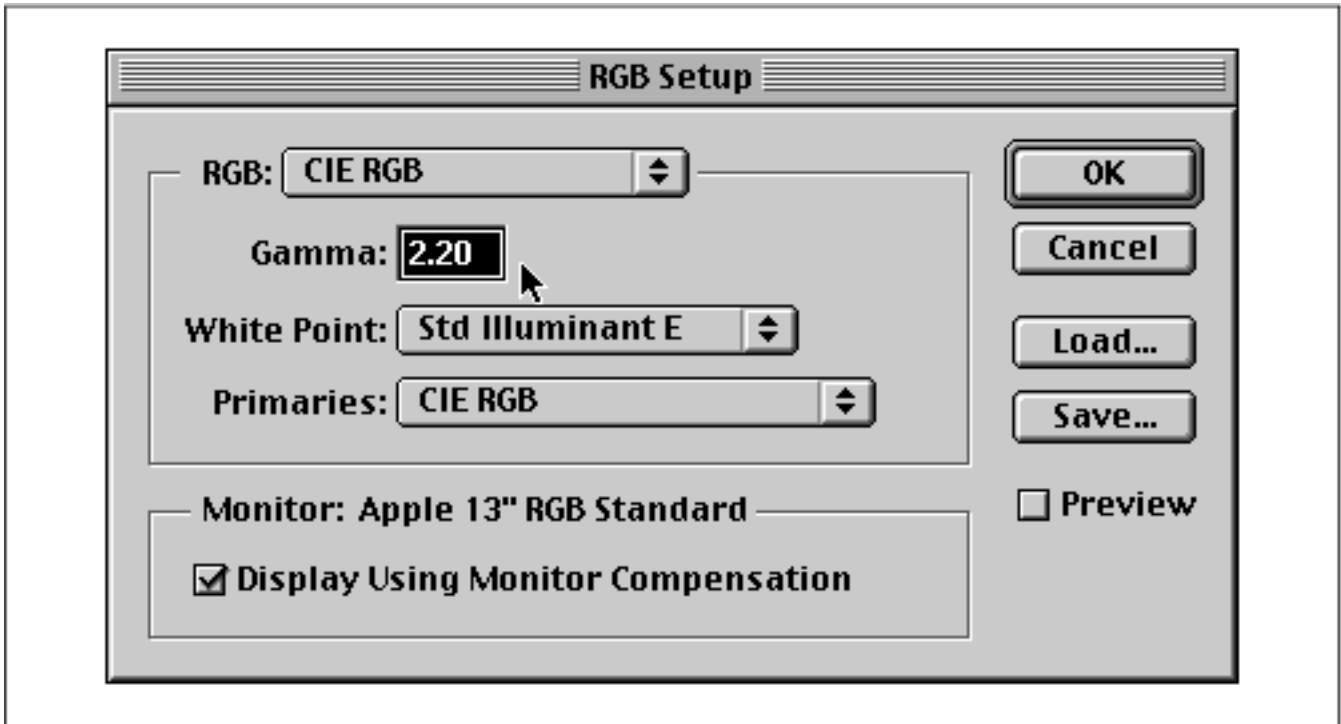 RGB Setup
RGB: CIE RGB
OK
Gamma: 2.20
Cancel
White Point: Std Illuminant E
Load...
Primaries: CIE RGB
Save...
Monitor: Apple 13" RGB Standard
Preview
Display Using Monitor Compensation